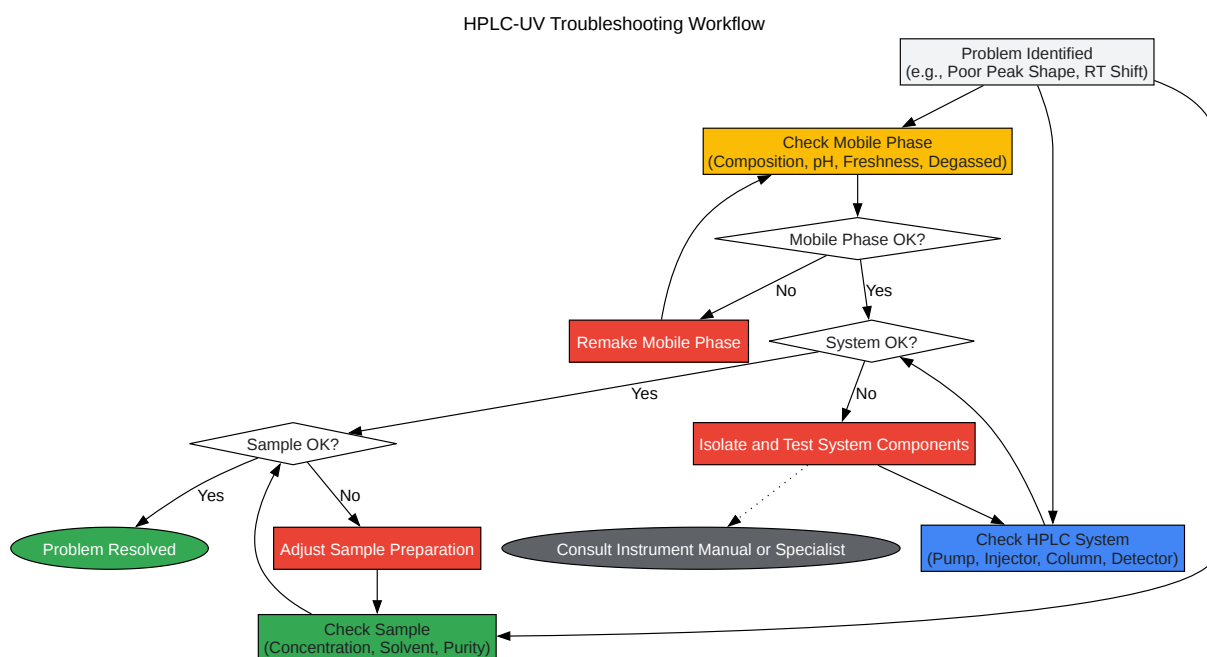 HPLC-UV Troubleshooting Workflow
Problem Identified
(e.g., Poor Peak Shape, RT Shift)
Check Mobile Phase
(Composition, pH, Freshness, Degassed)
Mobile Phase OK?
No
Yes
Remake Mobile Phase
System OK?
Yes
No
Sample OK?
Isolate and Test System Components
Yes
No
Problem Resolved
Adjust Sample Preparation
Consult Instrument Manual or Specialist
Check HPLC System
(Pump, Injector, Column, Detector)
Check Sample
(Concentration, Solvent, Purity)